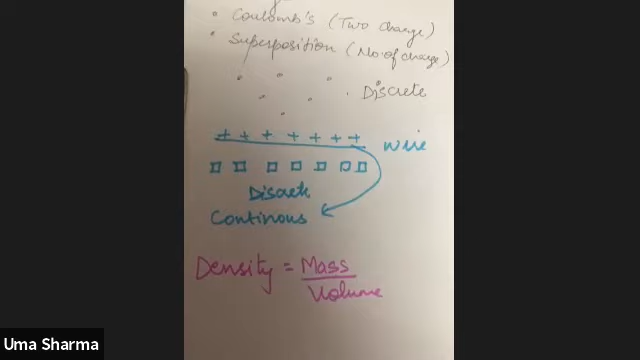 • Coulomb's (Two charge)
• Superposition (No. of charge)
Discrete
+ + + + + + +
wire
Discrete
Continous
Density = Mass
Volume
Uma Sharma